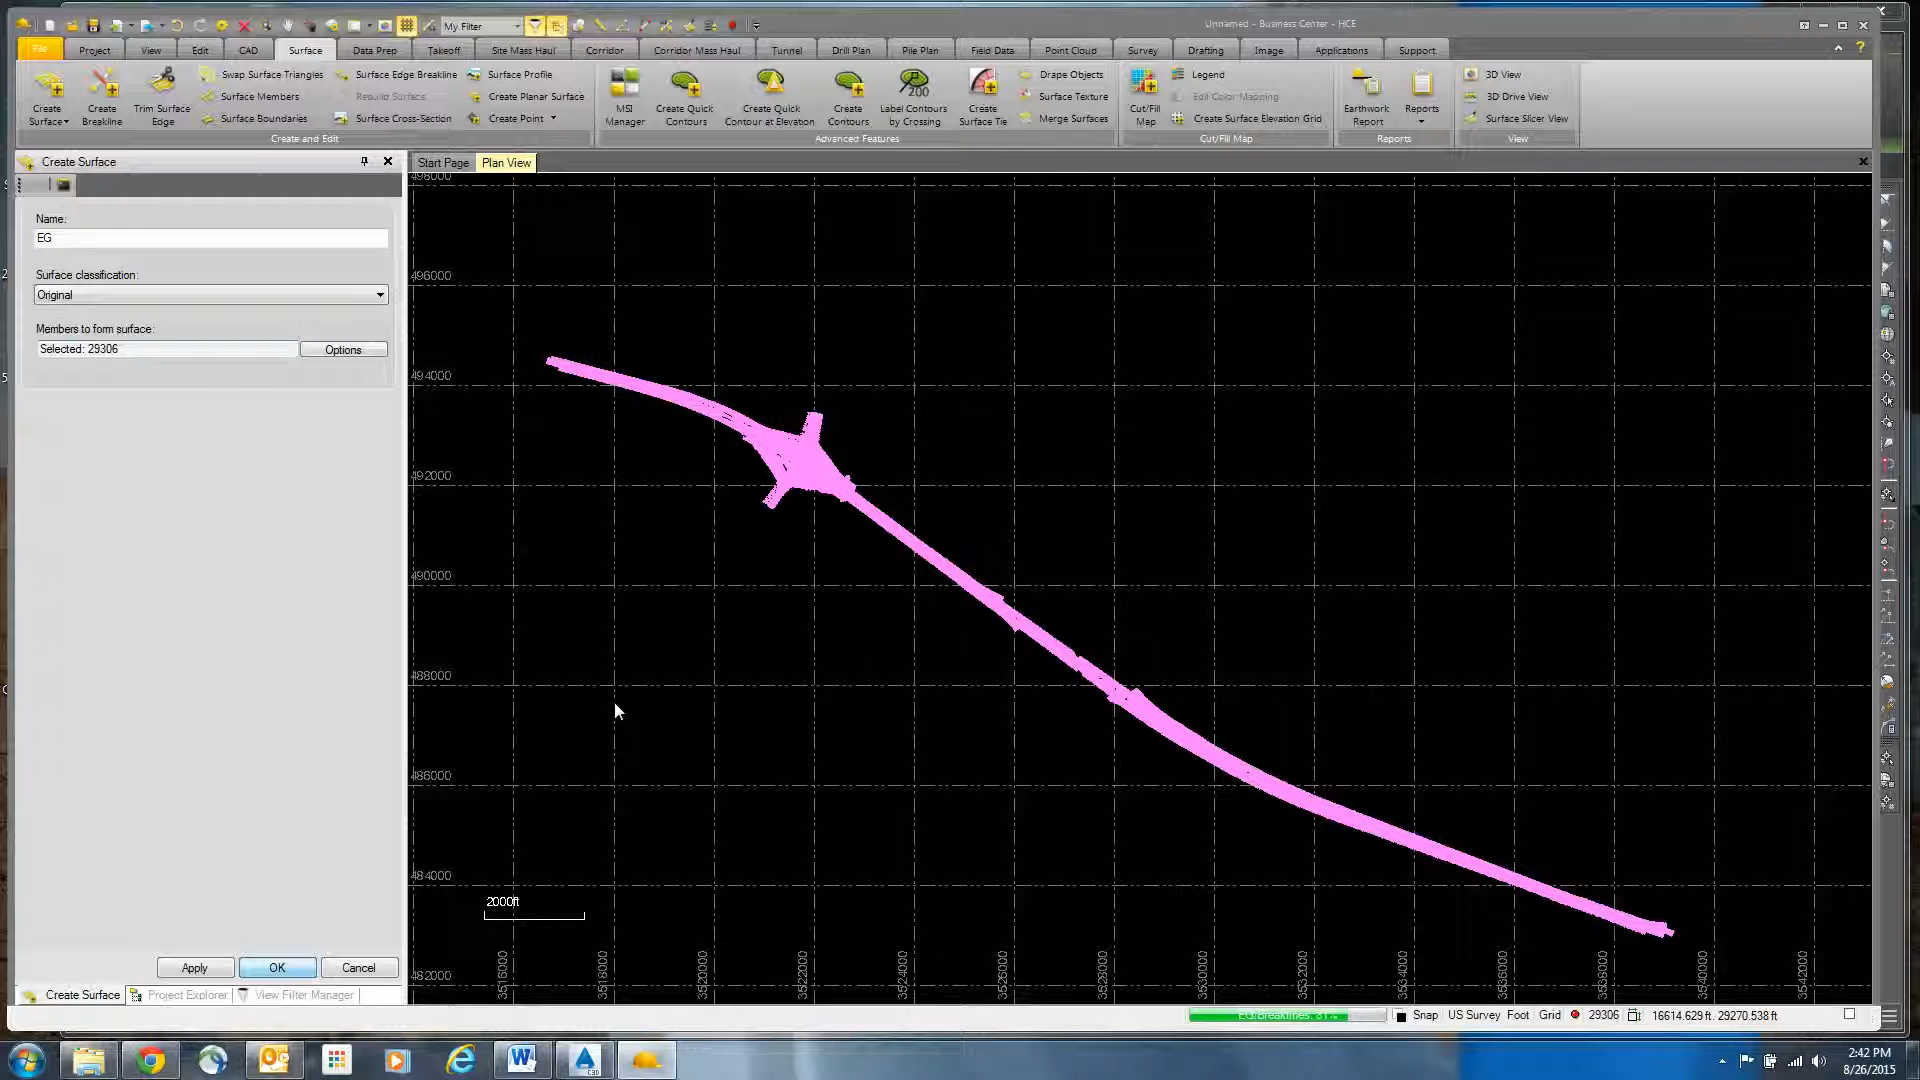 My Filter
Unnamed - Business Center - HCE
File Project View Edit CAD Surface Data Prep Takeoff Site Mass Haul Corridor Corridor Mass Haul Tunnel Drill Plan Pile Plan Field Data Point Cloud Survey Drafting Image Applications Support
Create Surface
Create Breakline
Trim Surface Edge
Swap Surface Triangles
Surface Members
Surface Boundaries
Surface Edge Breakline
Rebuild Surface
Surface Cross-Section
Surface Profile
Create Planar Surface
Create Point
Create and Edit
MSI Manager
Create Quick Contours
Create Quick Contour at Elevation
Create Contours
200
Label Contours by Crossing
Create Surface Tie
Drape Objects
Surface Texture
Merge Surfaces
Advanced Features
Cut/Fill Map
Legend
Edit Color Mapping
Create Surface Elevation Grid
Cut/Fill Map
Earthwork Report
Reports
Reports
3D View
3D Drive View
Surface Slicer View
View
Create Surface
Start Page Plan View
Name:
EG
Surface classification:
Original
Members to form surface:
Selected: 29306
Options
498000
496000
494000
492000
490000
488000
486000
484000
482000
2000ft
3516000
3518000
3520000
3522000
3524000
3526000
3528000
3530000
3532000
3534000
3536000
3538000
3540000
3542000
Apply OK Cancel
Create Surface Project Explorer View Filter Manager
EG/Breaklines: 81%
Snap US Survey Foot Grid 29306 16614.629 ft, 29270.538 ft
C3D
2:42 PM
8/26/2015